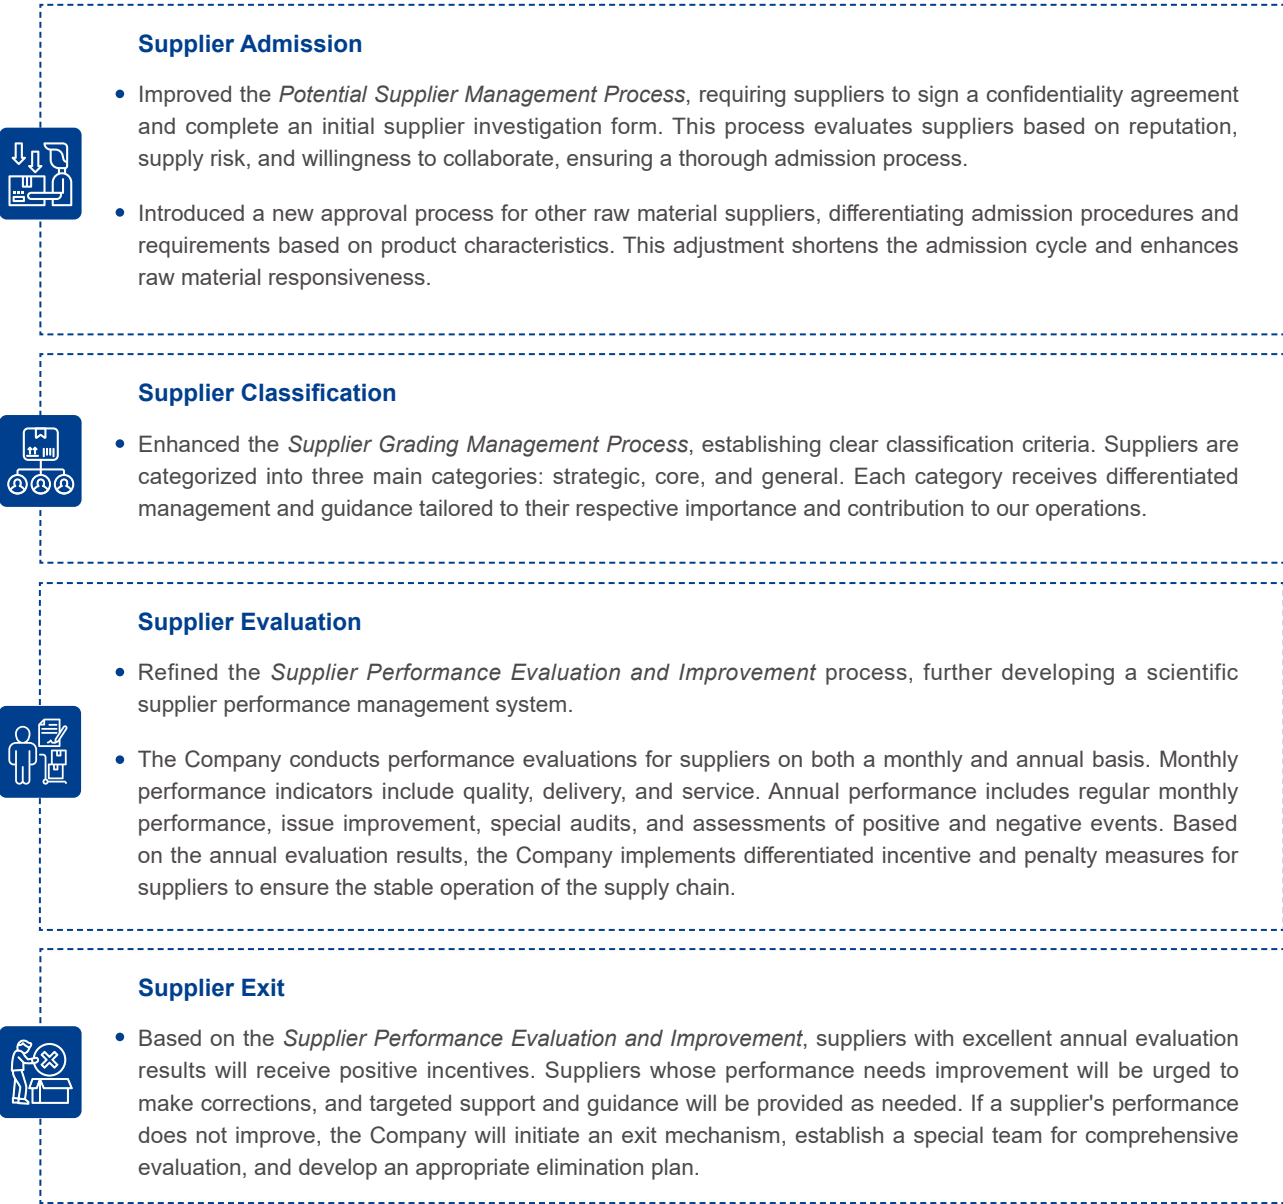 Supplier Admission
Improved the Potential Supplier Management Process, requiring suppliers to sign a confidentiality agreement
and complete an initial supplier investigation form. This process evaluates suppliers based on reputation,
supply risk, and willingness to collaborate, ensuring a thorough admission process.
Introduced a new approval process for other raw material suppliers, differentiating admission procedures and
requirements based on product characteristics. This adjustment shortens the admission cycle and enhances
raw material responsiveness.
Supplier Classification
Enhanced the Supplier Grading Management Process, establishing clear classification criteria. Suppliers are
categorized into three main categories: strategic, core, and general. Each category receives differentiated
management and guidance tailored to their respective importance and contribution to our operations.
Supplier Evaluation
Refined the Supplier Performance Evaluation and Improvement process, further developing a scientific
supplier performance management system.
The Company conducts performance evaluations for suppliers on both a monthly and annual basis. Monthly
performance indicators include quality, delivery, and service. Annual performance includes regular monthly
performance, issue improvement, special audits, and assessments of positive and negative events. Based
on the annual evaluation results, the Company implements differentiated incentive and penalty measures for
suppliers to ensure the stable operation of the supply chain.
Supplier Exit
Based on the Supplier Performance Evaluation and Improvement, suppliers with excellent annual evaluation
results will receive positive incentives. Suppliers whose performance needs improvement will be urged to
make corrections, and targeted support and guidance will be provided as needed. If a supplier's performance
does not improve, the Company will initiate an exit mechanism, establish a special team for comprehensive
evaluation, and develop an appropriate elimination plan.